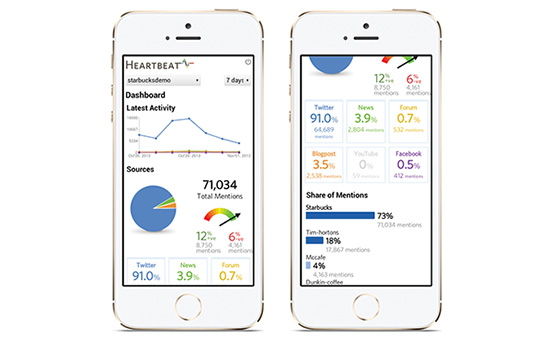 HEARTBEAT
starbucksdemo
7 days
Dashboard
Latest Activity
Sources
71,034
Total Mentions
12% +ve
8,750
mentions
6% -ve
4,161
mentions
Twitter
91.0%
News
3.9%
Forum
0.7%
12% +ve
8,750
mentions
6% -ve
4,161
mentions
Twitter
91.0%
64,689
mentions
News
3.9%
2,804 mentions
Forum
0.7%
532 mentions
Blogpost
3.5%
2,538 mentions
YouTube
0%
59 mentions
Facebook
0.5%
412 mentions
Share of Mentions
Starbucks
73%
71,034 mentions
Tim-hortons
18%
17,867 mentions
Mccafe
4%
4,163 mentions
Dunkin-coffee